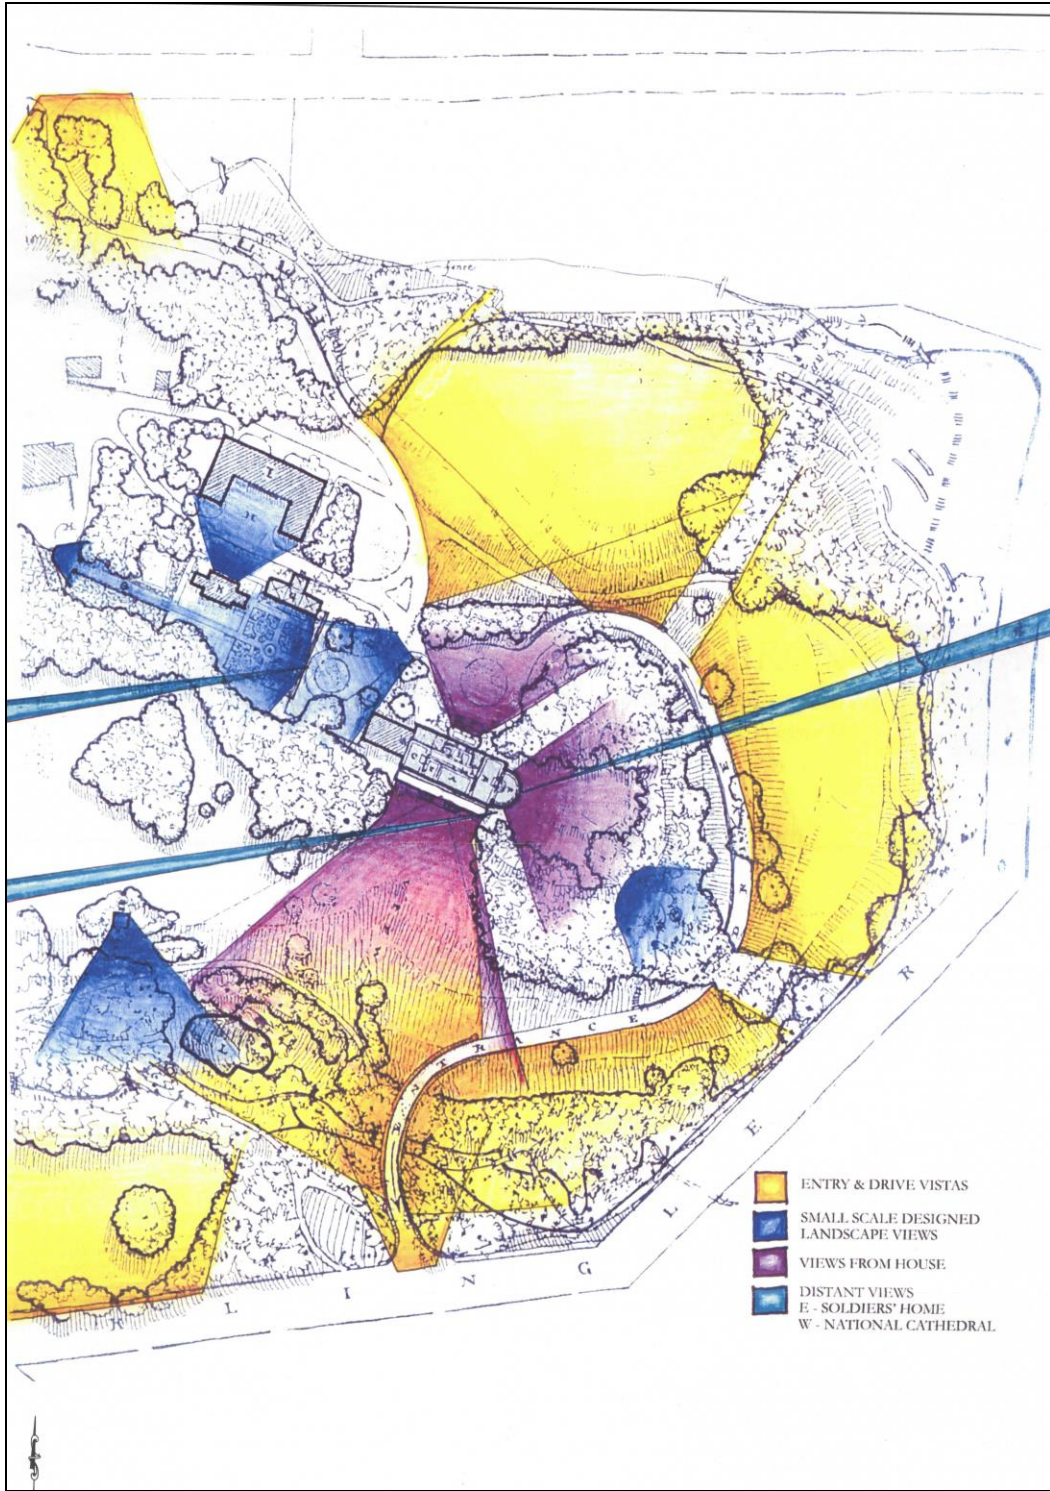 fence
ENTRANCE
K L I N G L E R
ENTRY & DRIVE VISTAS
SMALL SCALE DESIGNED
LANDSCAPE VIEWS
VIEWS FROM HOUSE
DISTANT VIEWS
E - SOLDIERS' HOME
W - NATIONAL CATHEDRAL